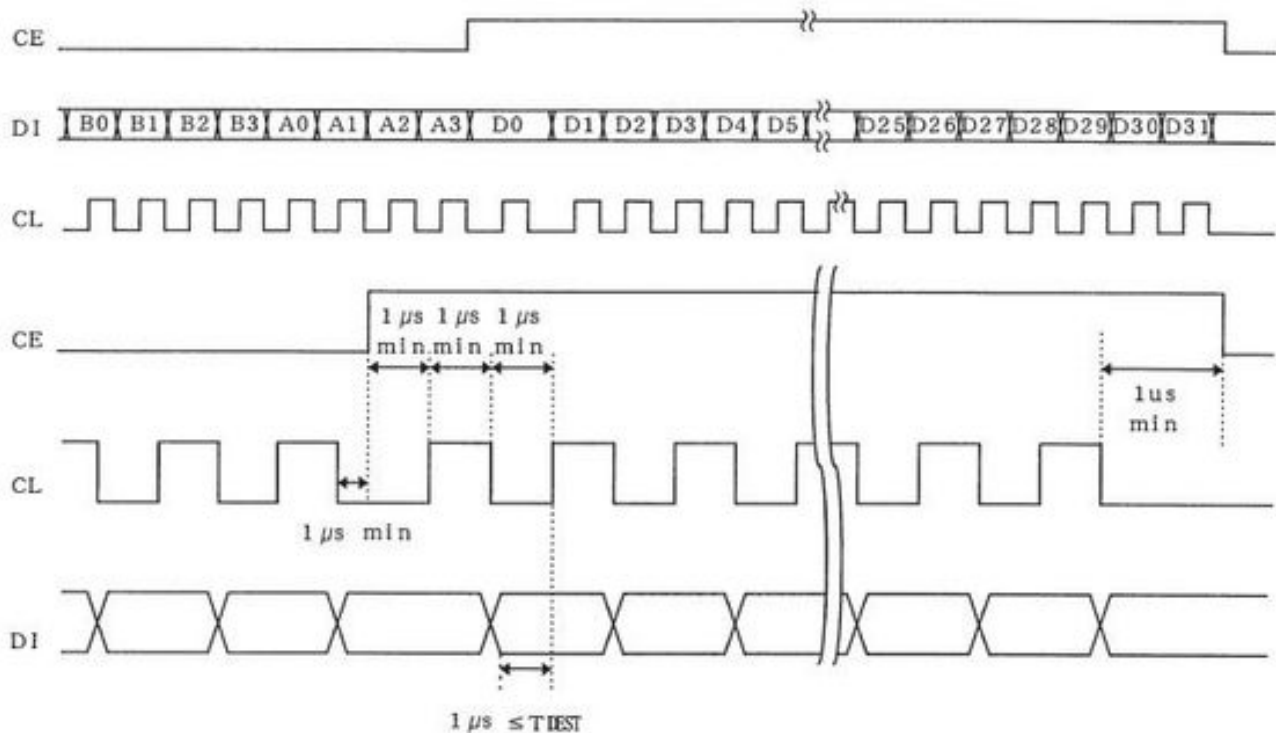 CE
DI B0 B1 B2 B3 A0 A1 A2 A3 D0 D1 D2 D3 D4 D5 D25 D26 D27 D28 D29 D30 D31
CL
CE
1 μs 1 μs 1 μs
min min min
1us
min
CL
1 μs min
DI
1 μs ≤ TDEST